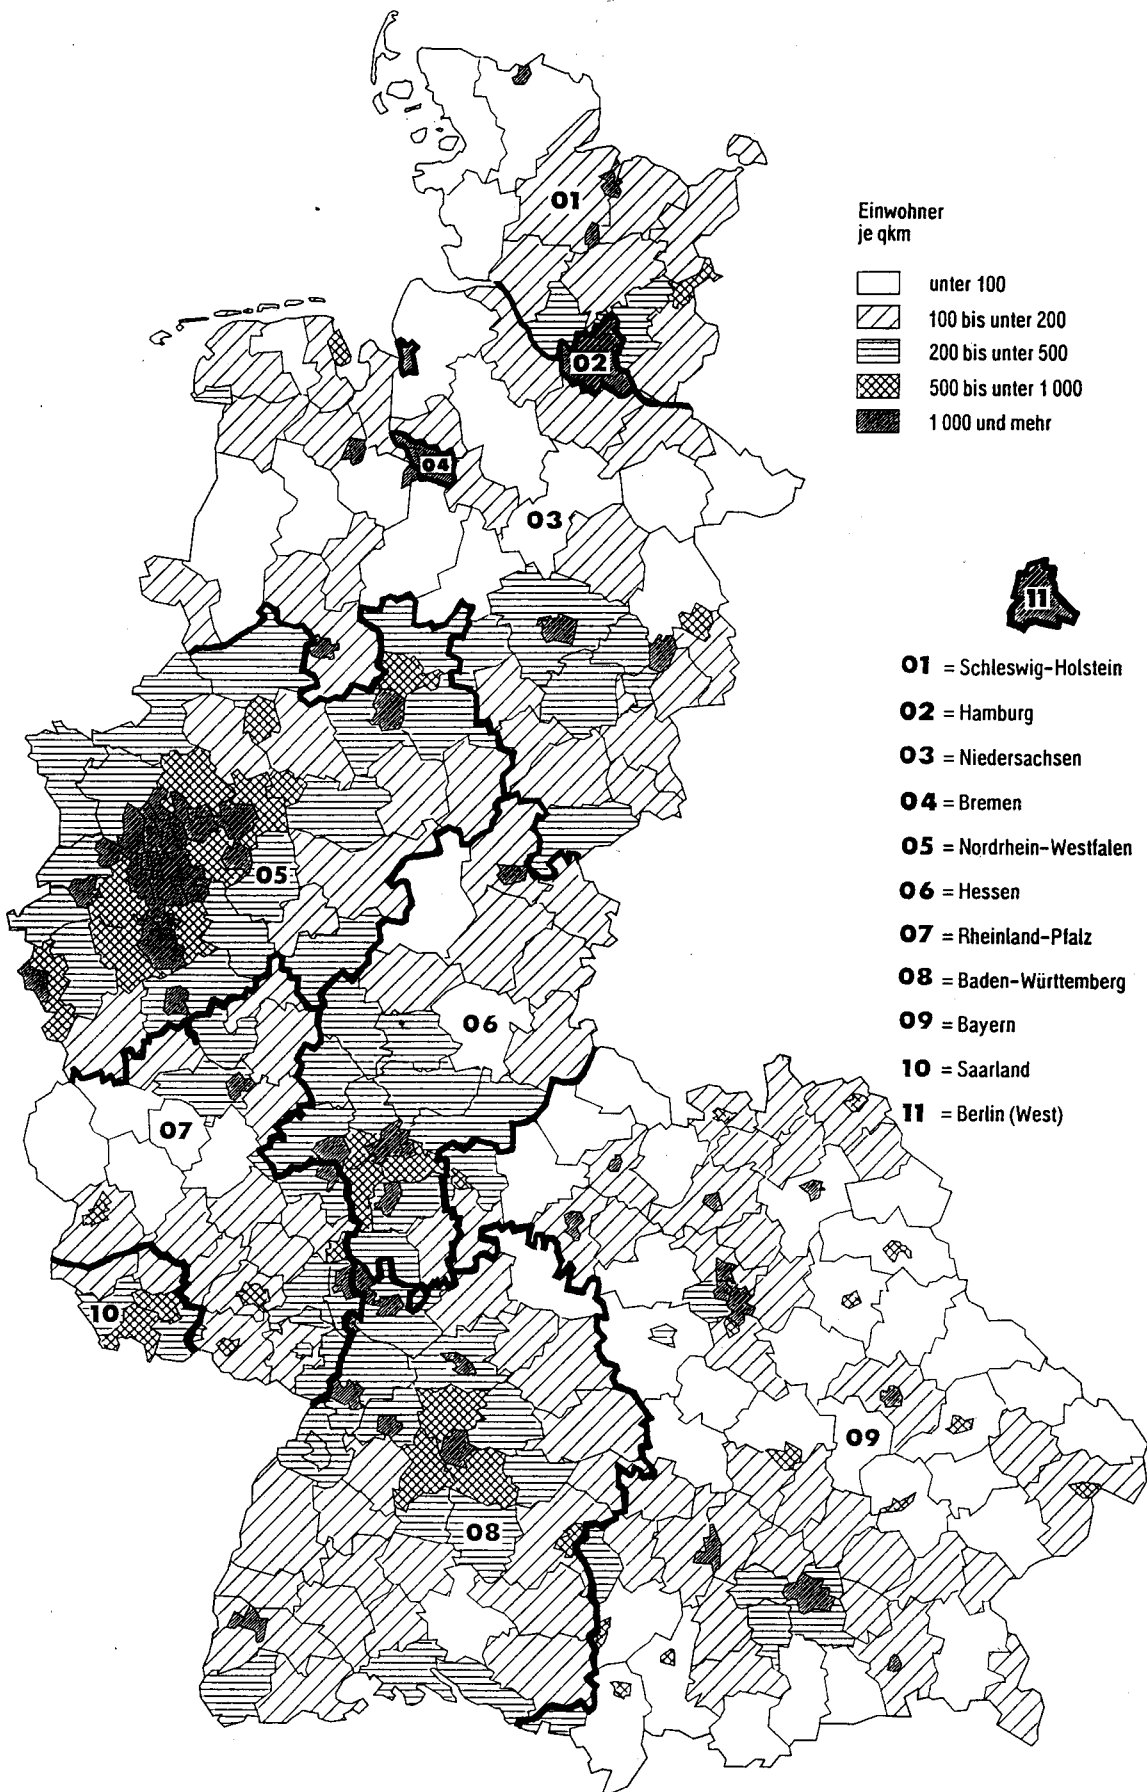 Einwohner
je qkm
unter 100
100 bis unter 200
200 bis unter 500
500 bis unter 1 000
1 000 und mehr
01 = Schleswig-Holstein
02 = Hamburg
03 = Niedersachsen
04 = Bremen
05 = Nordrhein-Westfalen
06 = Hessen
07 = Rheinland-Pfalz
08 = Baden-Württemberg
09 = Bayern
10 = Saarland
11 = Berlin (West)
01
02
04
03
11
05
06
07
10
09
08